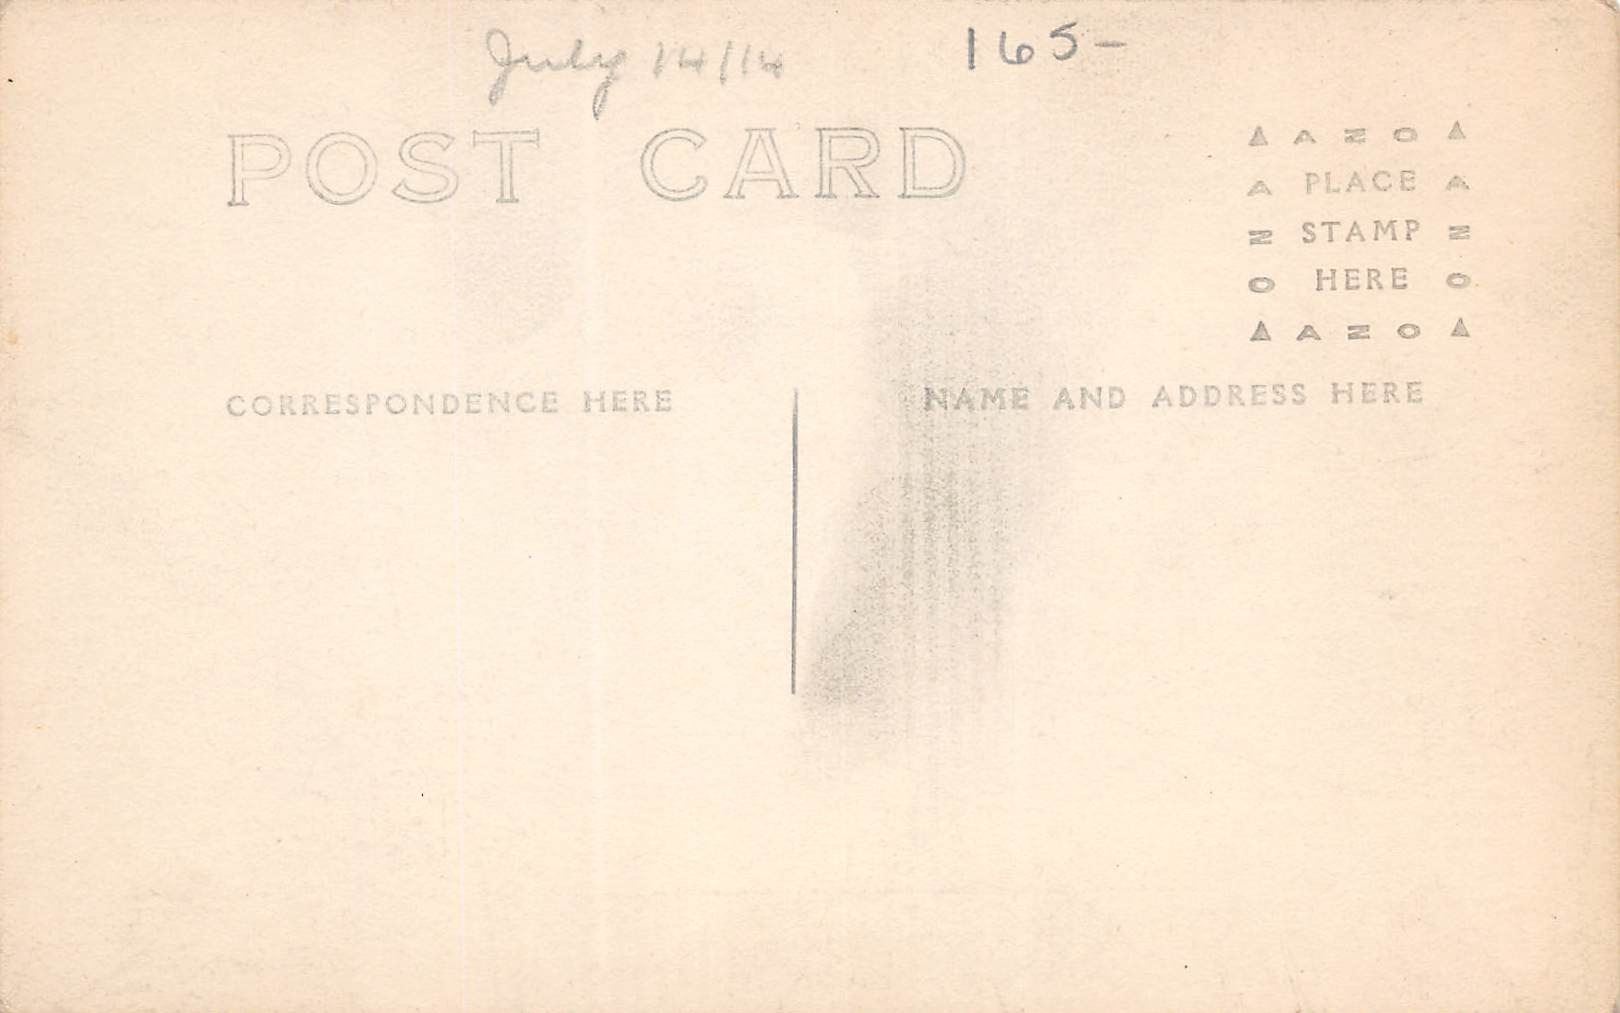 July 14/14
165-
POST CARD
▲ AZO ▲
A PLACE A
Z STAMP Z
O HERE O
▲ AZO ▲
CORRESPONDENCE HERE
NAME AND ADDRESS HERE